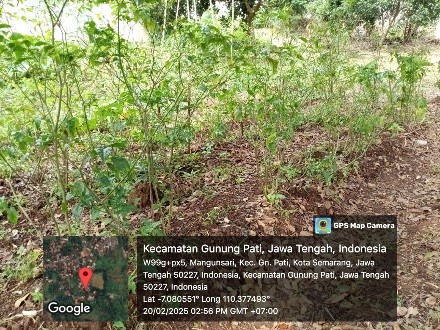 GPS Map Camera
Kecamatan Gunung Pati, Jawa Tengah, Indonesia
W99g+px5, Mangunsari, Kec. Gn. Pati, Kota Semarang, Jawa
Tengah 50227, Indonesia, Kecamatan Gunung Pati, Jawa Tengah
50227, Indonesia
Lat -7.080551° Long 110.377493°
20/02/2025 02:56 PM GMT +07:00
Google